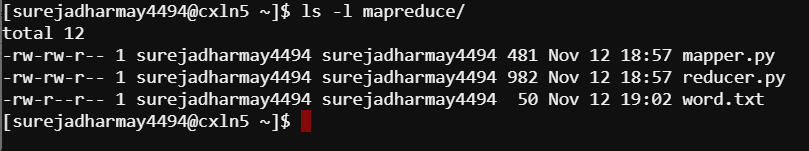 [surejadharmay4494@cxln5 ~]$ ls -l mapreduce/
total 12
-rw-rw-r-- 1 surejadharmay4494 surejadharmay4494 481 Nov 12 18:57 mapper.py
-rw-rw-r-- 1 surejadharmay4494 surejadharmay4494 982 Nov 12 18:57 reducer.py
-rw-r--r-- 1 surejadharmay4494 surejadharmay4494  50 Nov 12 19:02 word.txt
[surejadharmay4494@cxln5 ~]$